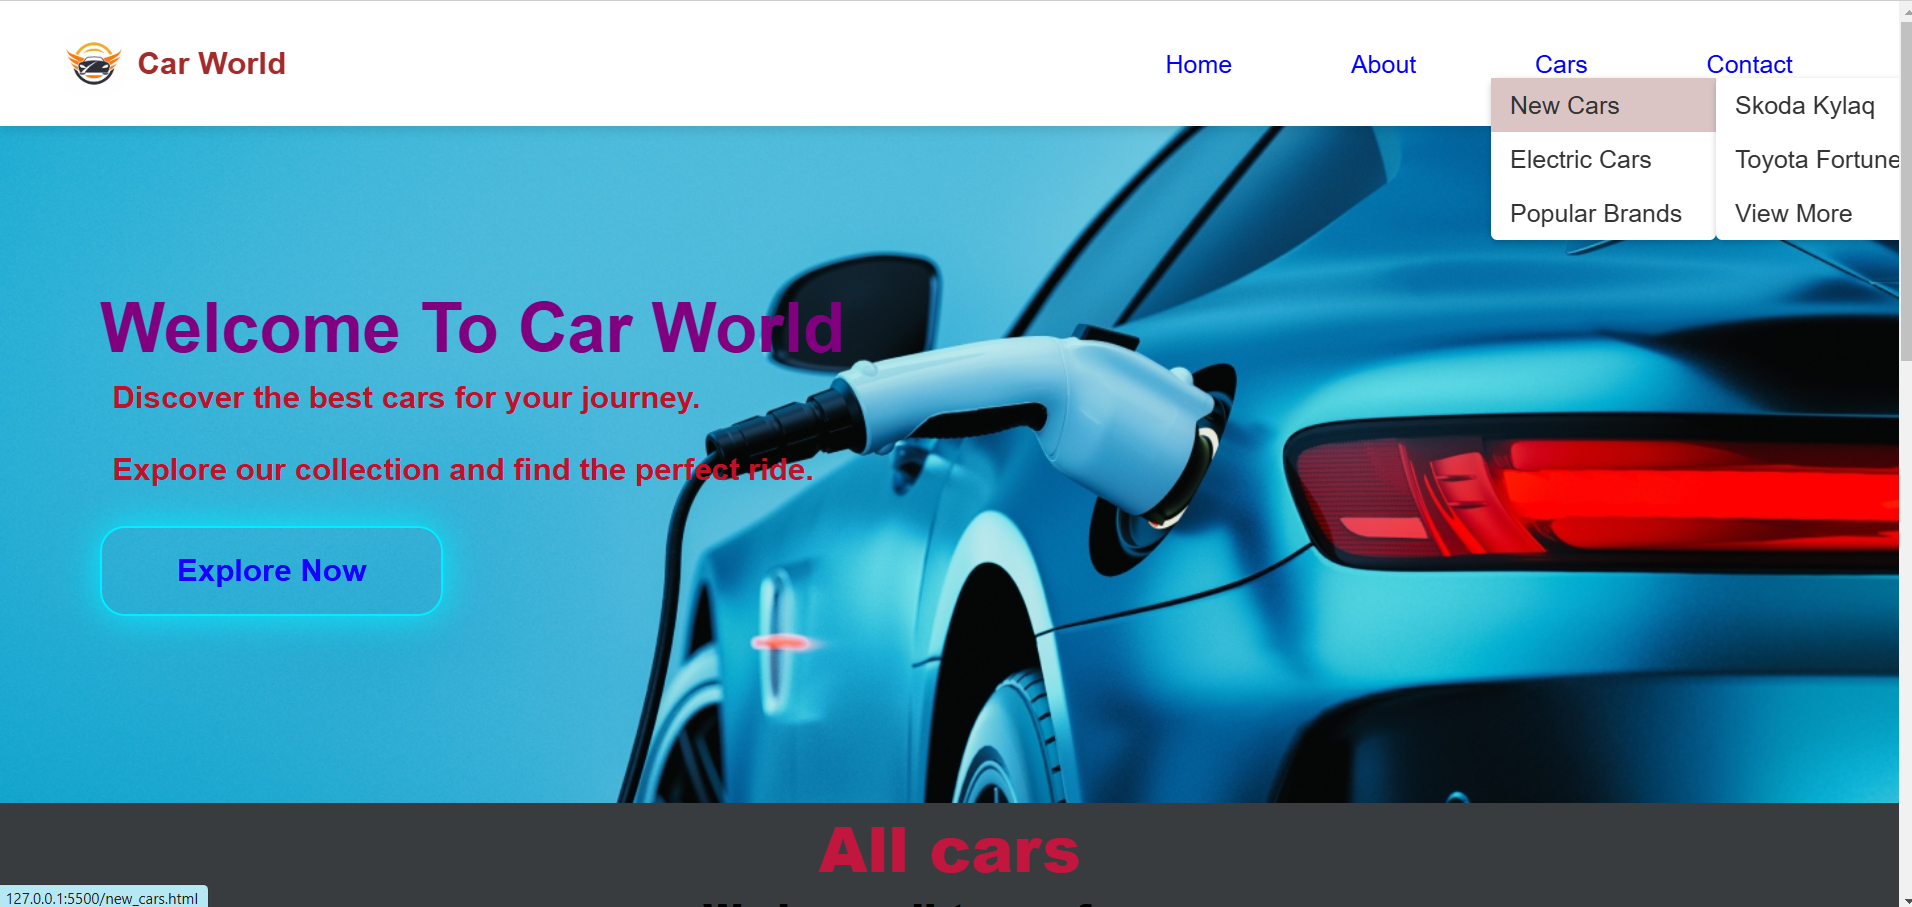 Car World
Home
About
Cars
Contact
New Cars
Electric Cars
Popular Brands
Skoda Kylaq
Toyota Fortune
View More
Welcome To Car World
Discover the best cars for your journey.
Explore our collection and find the perfect ride.
Explore Now
All cars
127.0.0.1:5500/new_cars.html